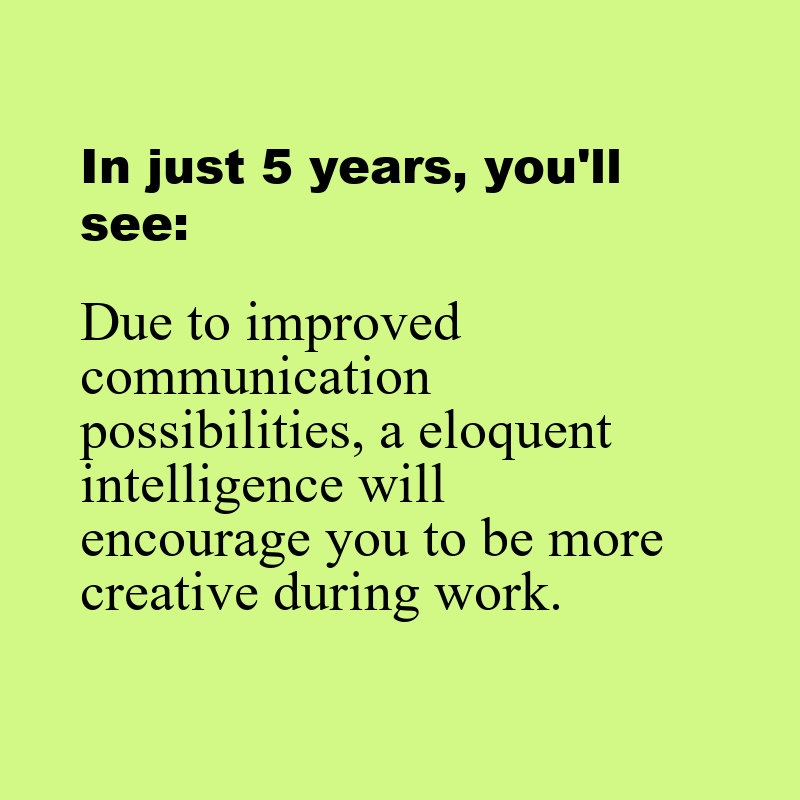 In just 5 years, you'll
see:
Due to improved
communication
possibilities, a eloquent
intelligence will
encourage you to be more
creative during work.